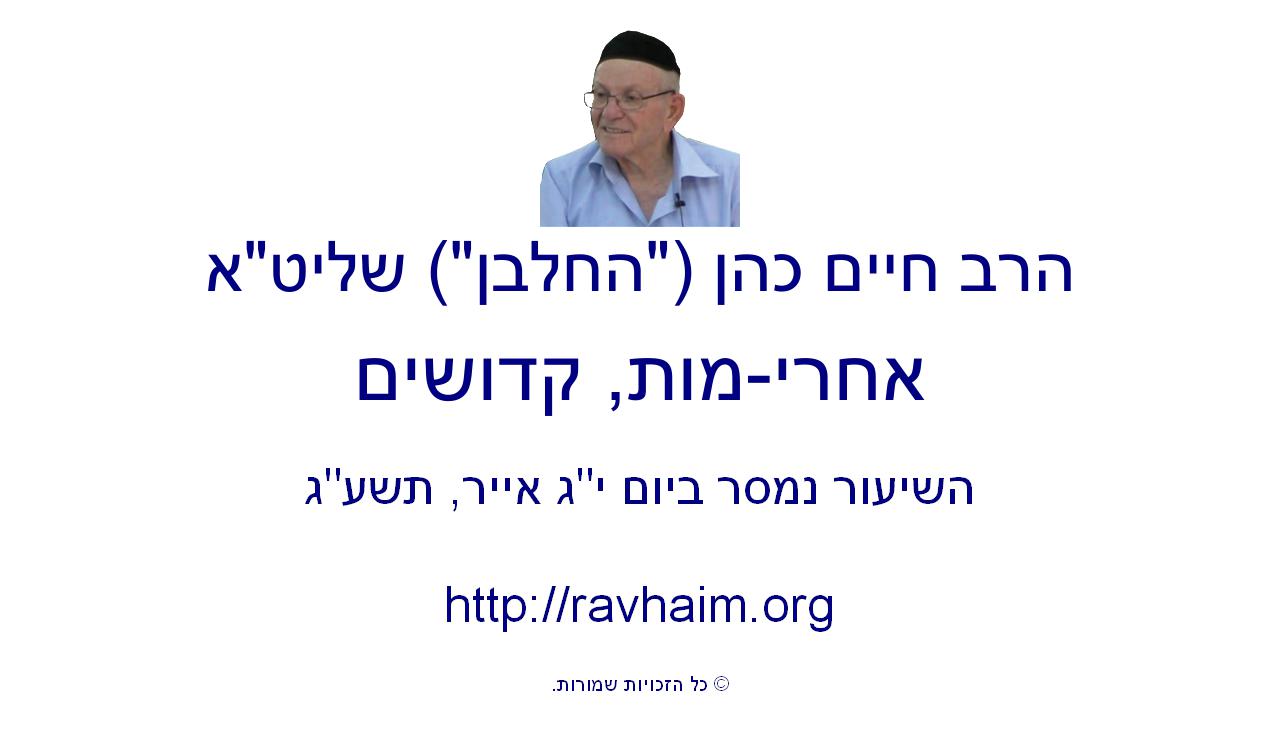 הרב חיים כהן ("החלבן") שליט"א
אחרי-מות, קדושים
השיעור נמסר ביום י"ג אייר, תשע"ג
http://ravhaim.org
© כל הזכויות שמורות.